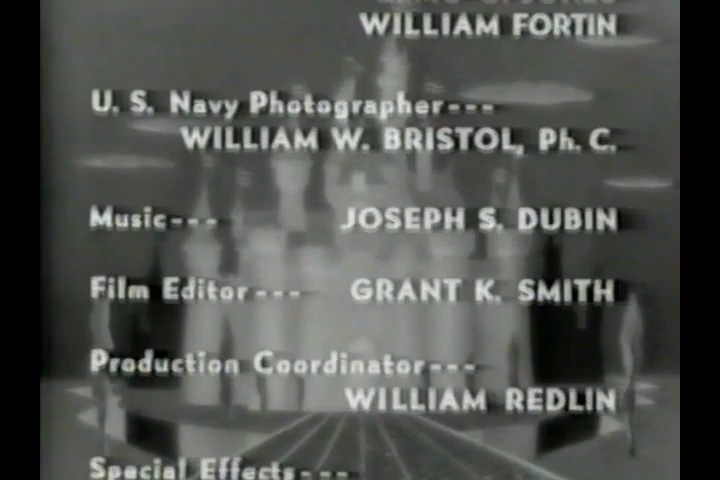 WILLIAM FORTIN
U. S. Navy Photographer---
WILLIAM W. BRISTOL, Ph. C.
Music--- JOSEPH S. DUBIN
Film Editor--- GRANT K. SMITH
Production Coordinator---
WILLIAM REDLIN
Special Effects---